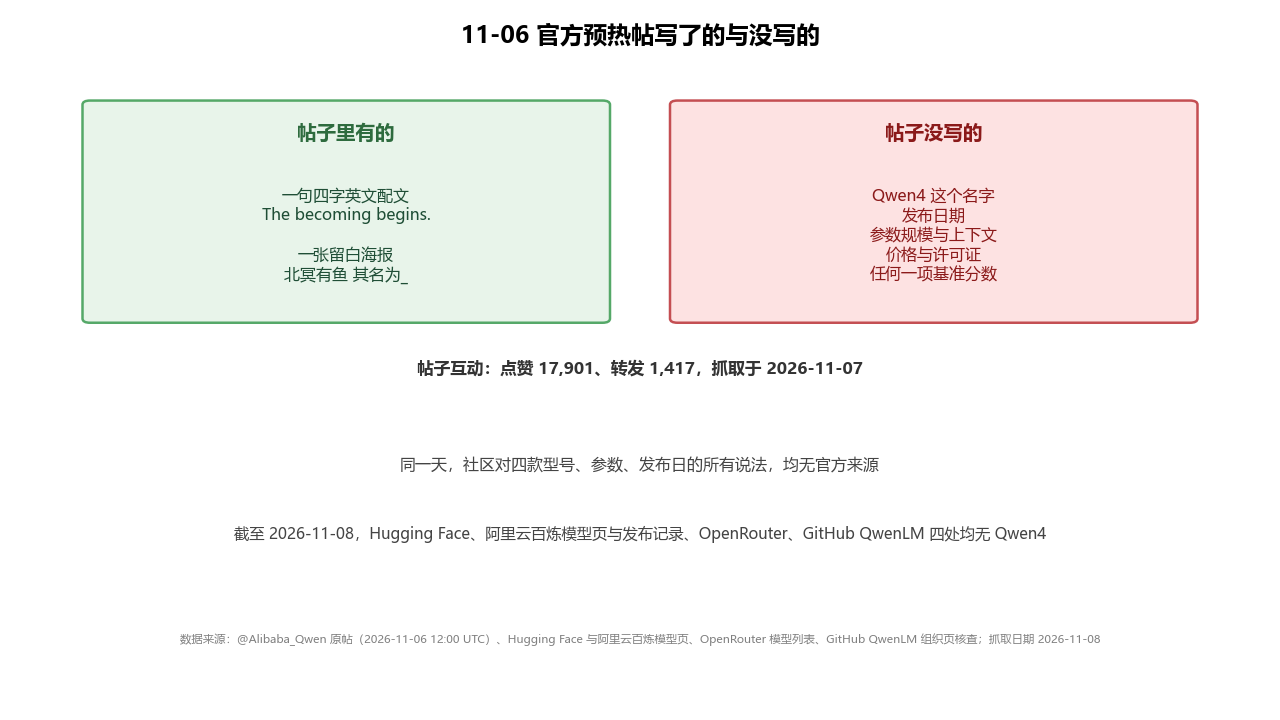 11-06 官方预热帖写了的与没写的
帖子里有的
一句四字英文配文
The becoming begins.
一张留白海报
北冥有鱼 其名为_
帖子没写的
Qwen4 这个名字
发布日期
参数规模与上下文
价格与许可证
任何一项基准分数
帖子互动：点赞 17,901、转发 1,417，抓取于 2026-11-07
同一天，社区对四款型号、参数、发布日的所有说法，均无官方来源
截至 2026-11-08，Hugging Face、阿里云百炼模型页与发布记录、OpenRouter、GitHub QwenLM 四处均无 Qwen4
数据来源：@Alibaba_Qwen 原帖（2026-11-06 12:00 UTC）、Hugging Face 与阿里云百炼模型页、OpenRouter 模型列表、GitHub QwenLM 组织页核查；抓取日期 2026-11-08